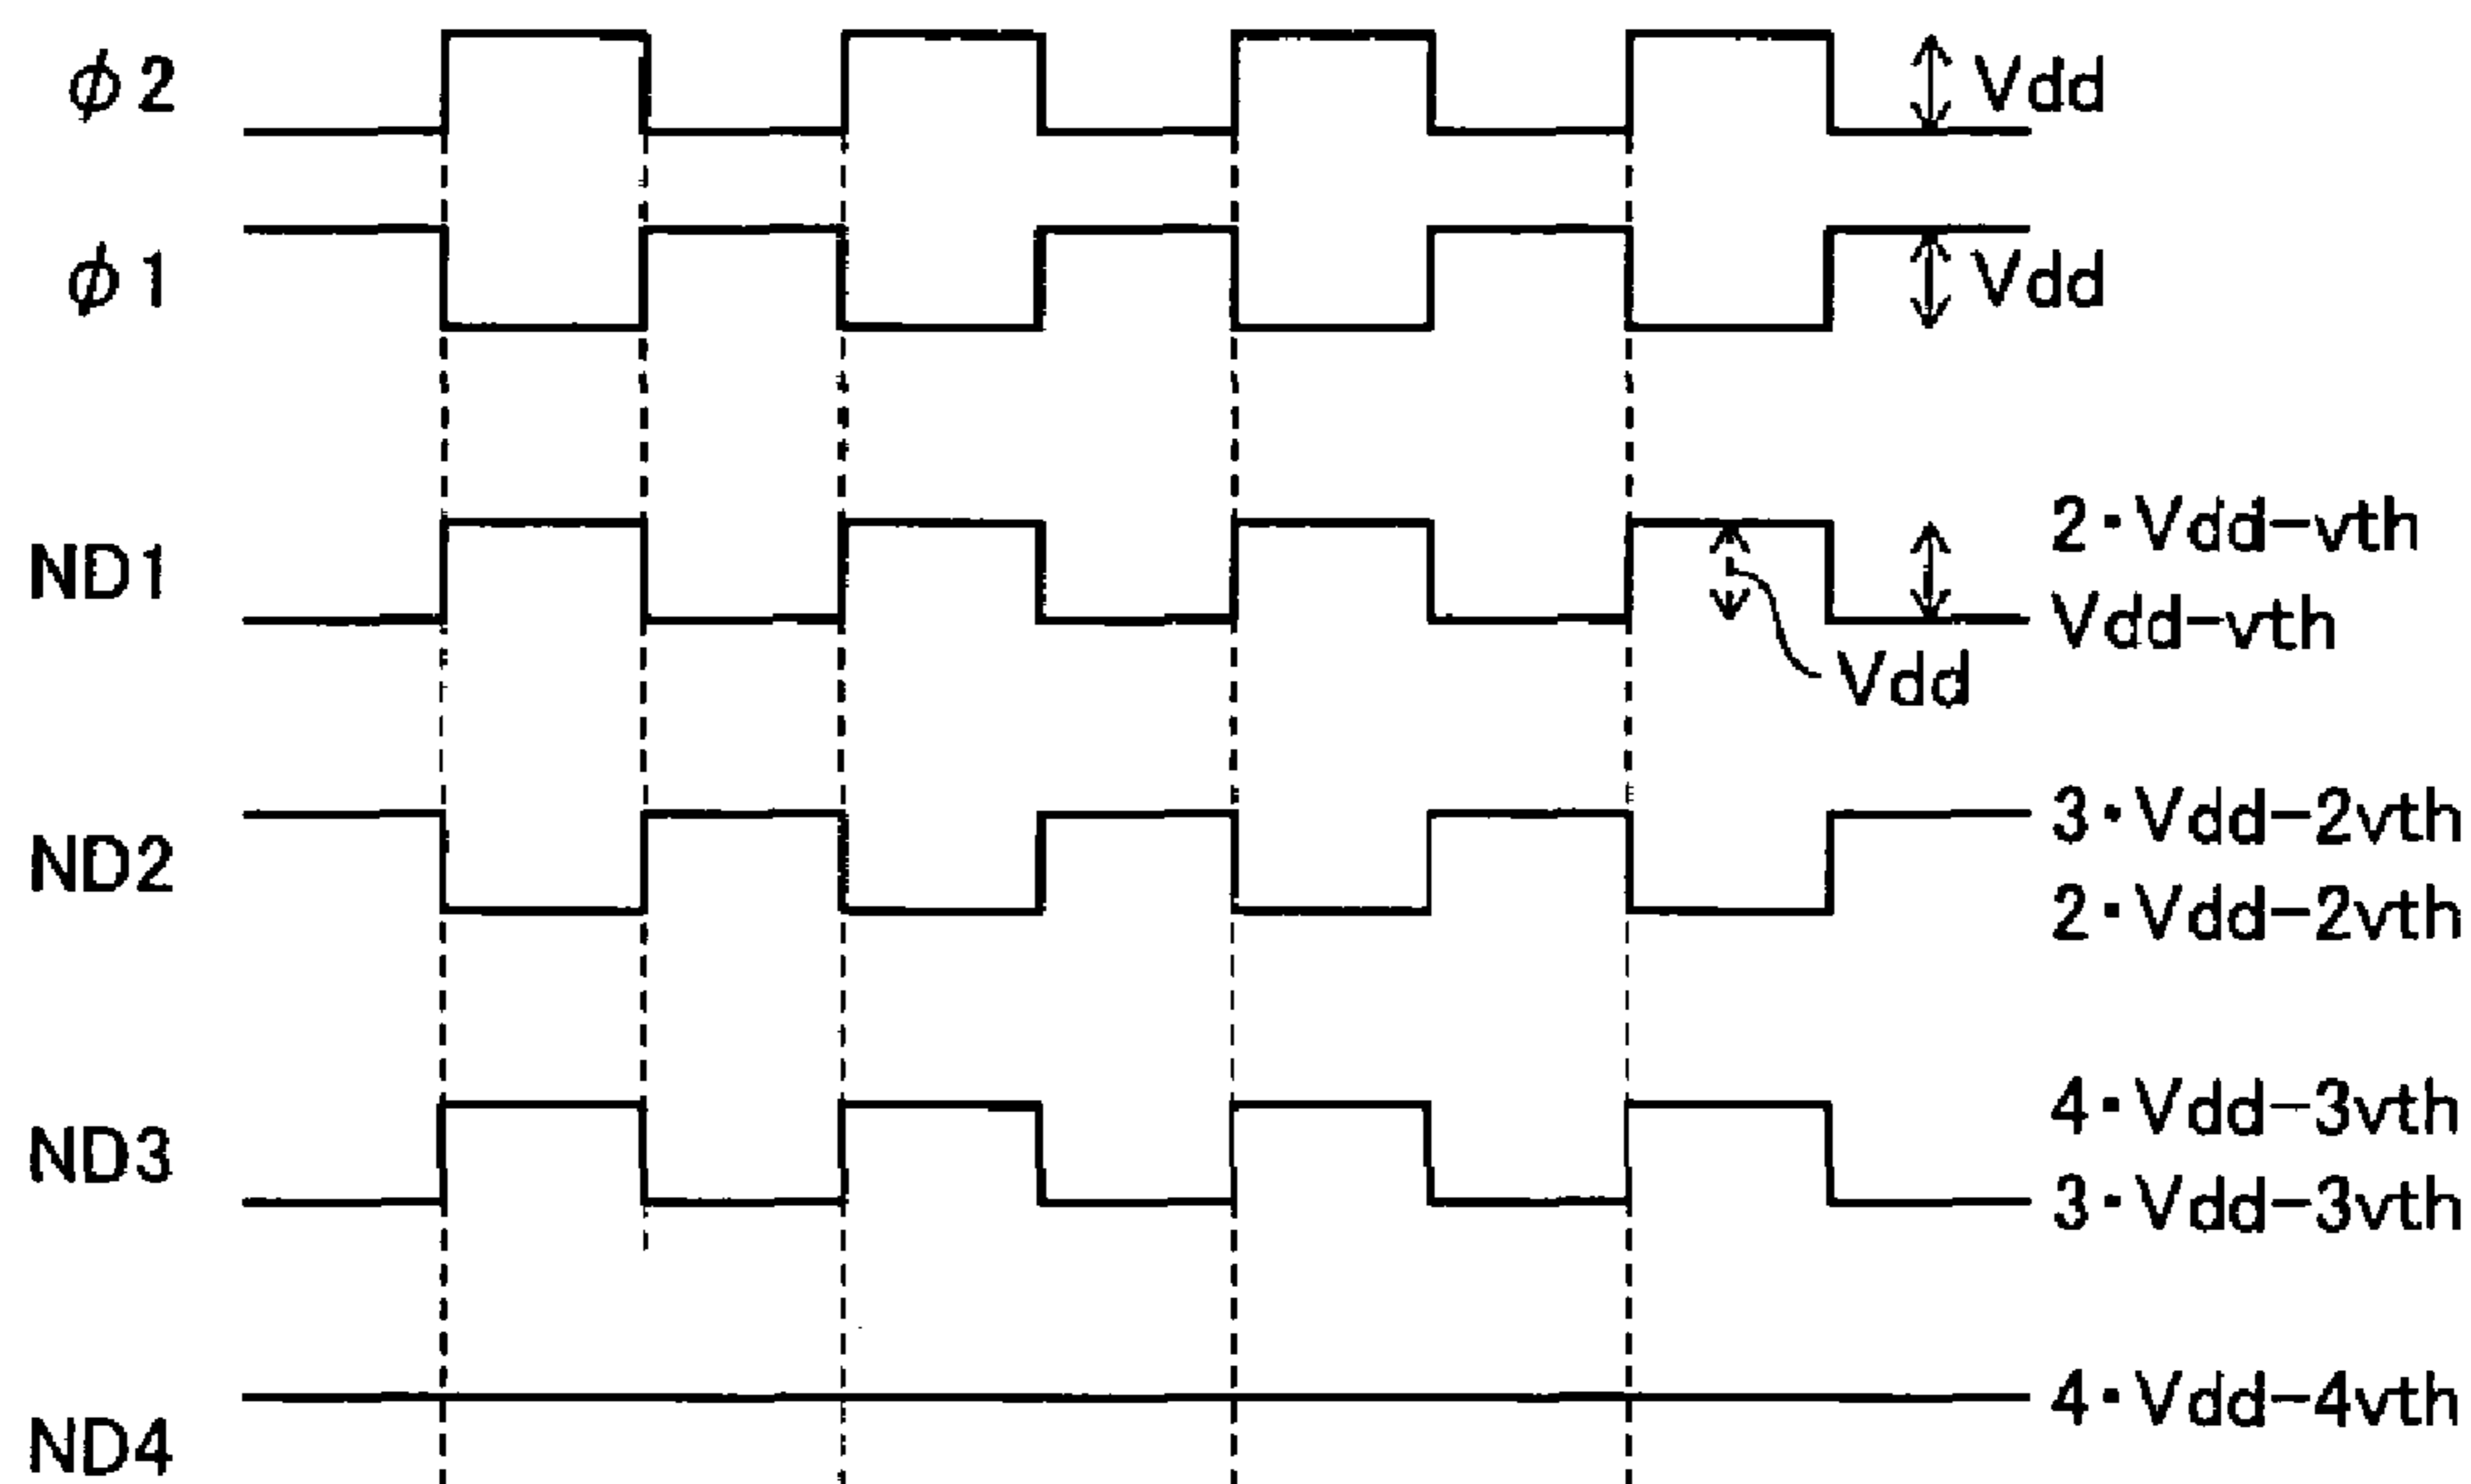 φ2 Vdd
φ1 Vdd
ND1 2・Vdd-vth
Vdd-vth
Vdd
ND2 3・Vdd-2vth
2・Vdd-2vth
ND3 4・Vdd-3vth
3・Vdd-3vth
ND4 4・Vdd-4vth